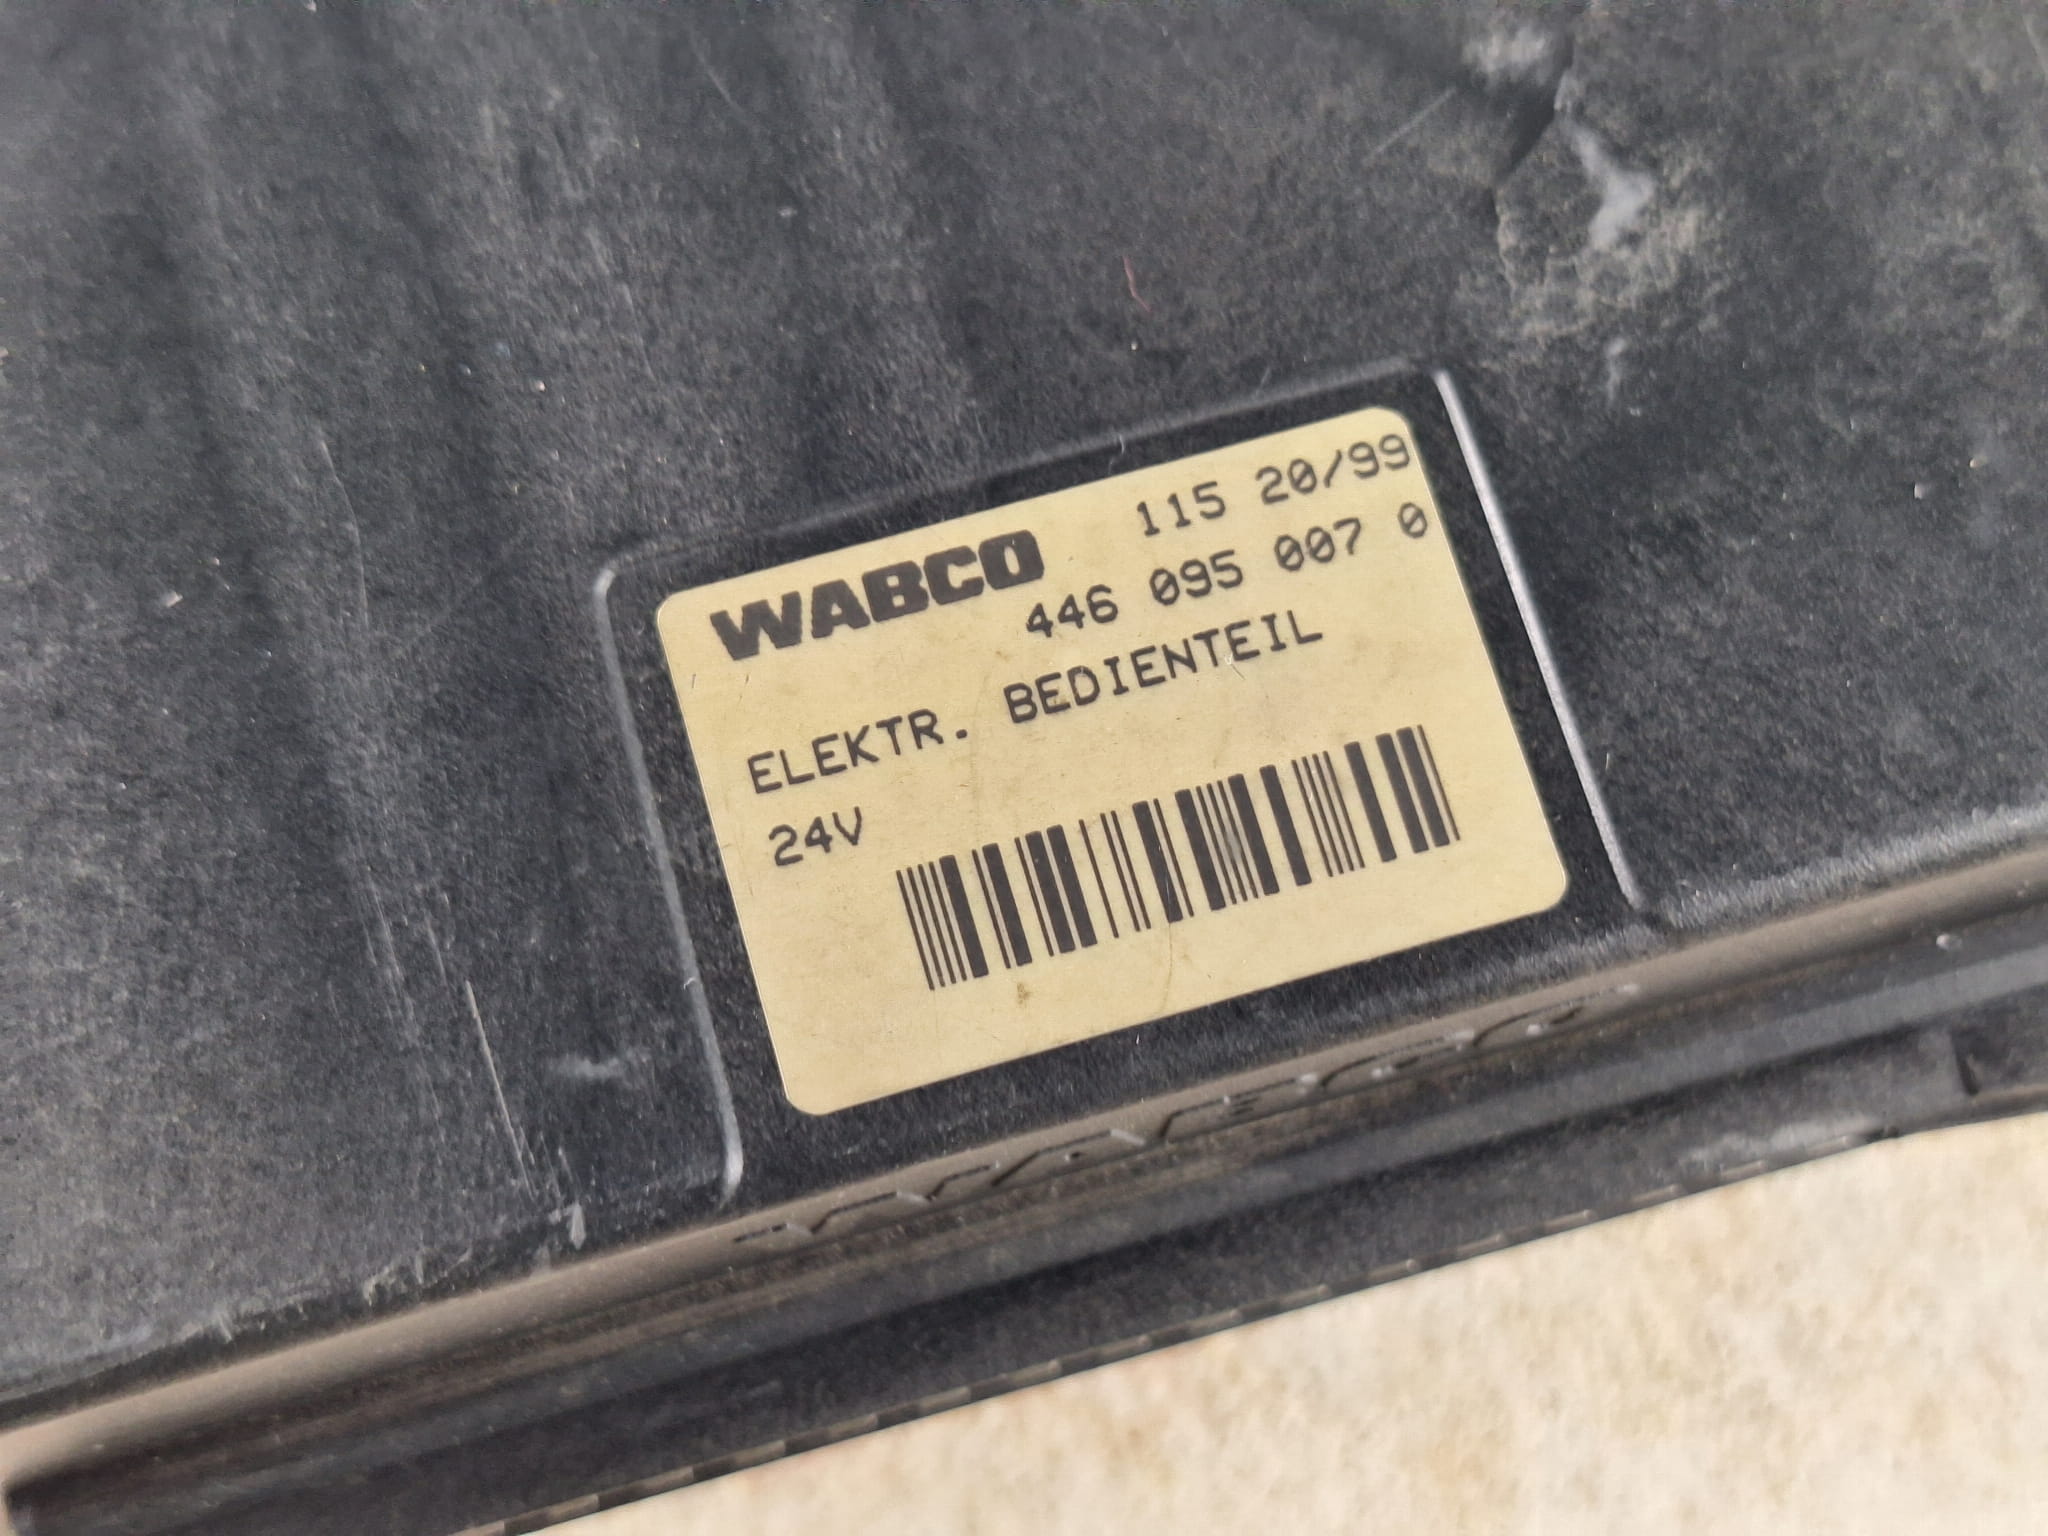 WABCO 115 20/99
446 095 007 0
ELEKTR. BEDIENTEIL
24V